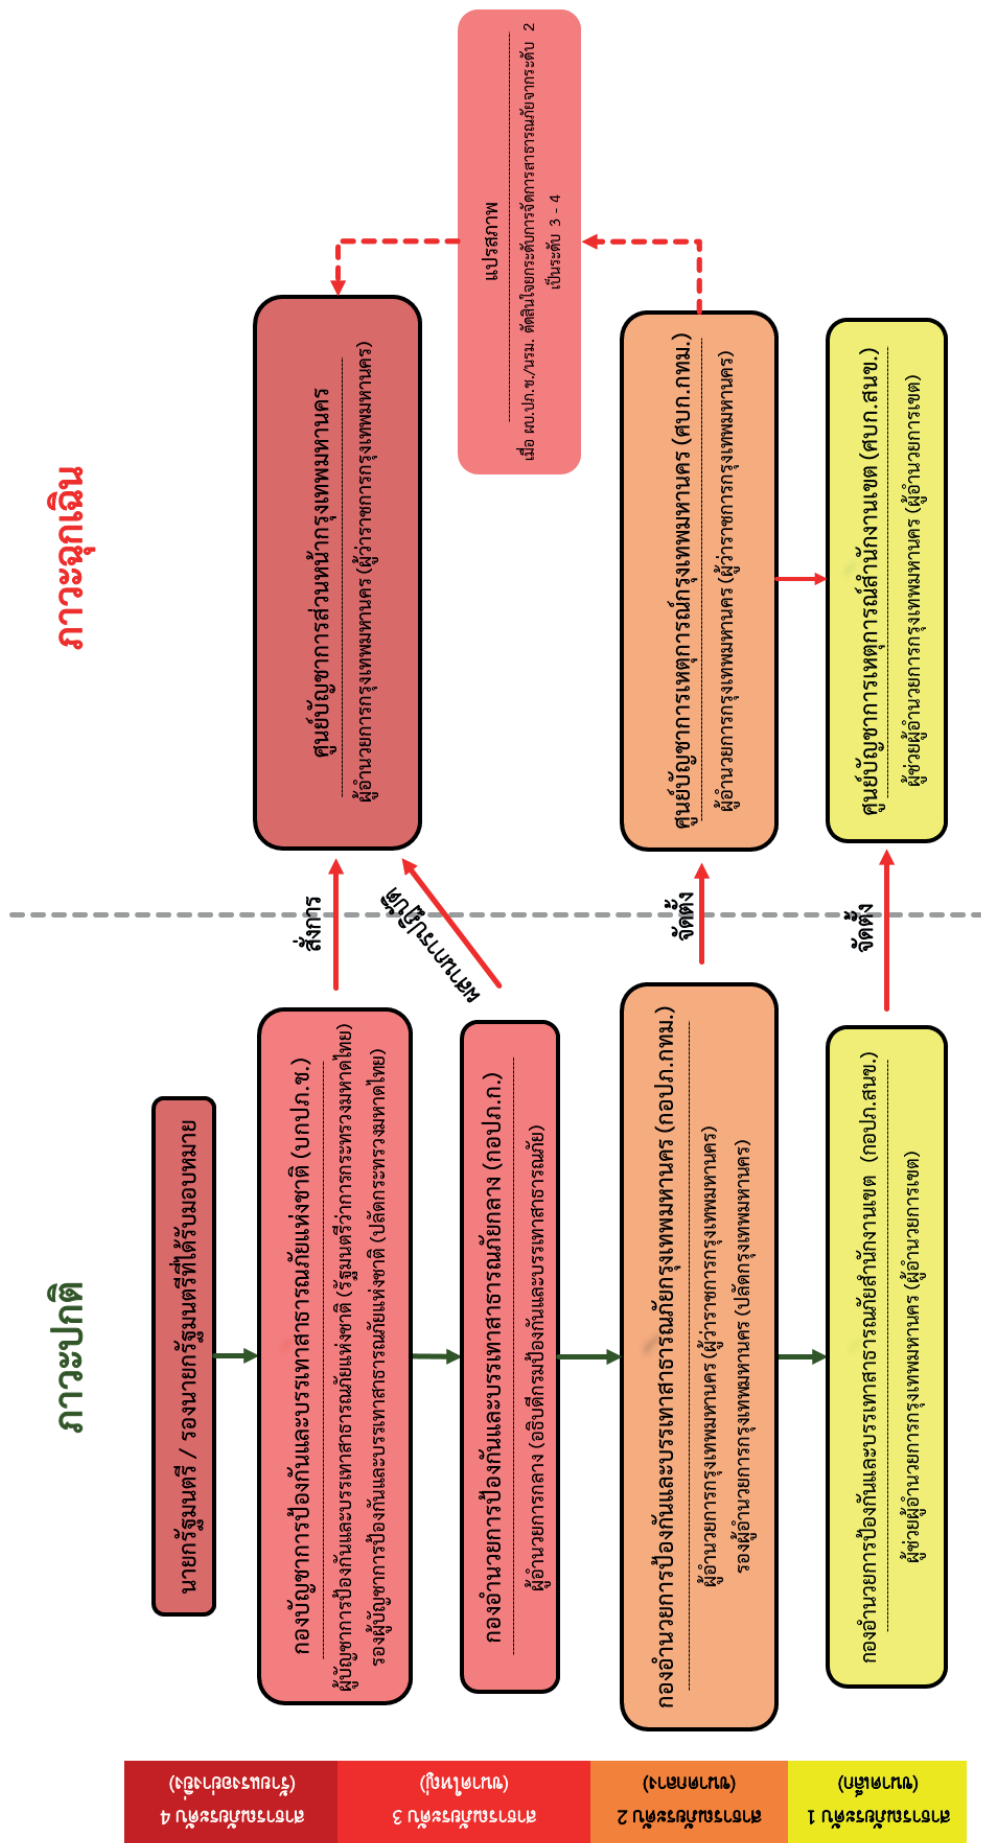 ภาวะปกติ
ภาวะฉุกเฉิน
สาธารณภัยระดับ 4
(ร้ายแรงอย่างยิ่ง)
นายกรัฐมนตรี / รองนายกรัฐมนตรีที่ได้รับมอบหมาย
สาธารณภัยระดับ 3
(ขนาดใหญ่)
กองบัญชาการป้องกันและบรรเทาสาธารณภัยแห่งชาติ (บกปภ.ช.)
ผู้บัญชาการป้องกันและบรรเทาสาธารณภัยแห่งชาติ (รัฐมนตรีว่าการกระทรวงมหาดไทย)
รองผู้บัญชาการป้องกันและบรรเทาสาธารณภัยแห่งชาติ (ปลัดกระทรวงมหาดไทย)
สั่งการ
ศูนย์บัญชาการส่วนหน้ากรุงเทพมหานคร
ผู้อำนวยการกรุงเทพมหานคร (ผู้ว่าราชการกรุงเทพมหานคร)
กองอำนวยการป้องกันและบรรเทาสาธารณภัยกลาง (กอปภ.ก.)
ผู้อำนวยการกลาง (อธิบดีกรมป้องกันและบรรเทาสาธารณภัย)
ผสานการปฏิบัติ
แปรสภาพ
เมื่อ ผบ.ปภ.ช./นรม. ตัดสินใจยกระดับการจัดการสาธารณภัยจากระดับ 2
เป็นระดับ 3 - 4
สาธารณภัยระดับ 2
(ขนาดกลาง)
กองอำนวยการป้องกันและบรรเทาสาธารณภัยกรุงเทพมหานคร (กอปภ.กทม.)
ผู้อำนวยการกรุงเทพมหานคร (ผู้ว่าราชการกรุงเทพมหานคร)
รองผู้อำนวยการกรุงเทพมหานคร (ปลัดกรุงเทพมหานคร)
จัดตั้ง
ศูนย์บัญชาการเหตุการณ์กรุงเทพมหานคร (ศบก.กทม.)
ผู้อำนวยการกรุงเทพมหานคร (ผู้ว่าราชการกรุงเทพมหานคร)
สาธารณภัยระดับ 1
(ขนาดเล็ก)
กองอำนวยการป้องกันและบรรเทาสาธารณภัยสำนักงานเขต (กอปภ.สนข.)
ผู้ช่วยผู้อำนวยการกรุงเทพมหานคร (ผู้อำนวยการเขต)
จัดตั้ง
ศูนย์บัญชาการเหตุการณ์สำนักงานเขต (ศบก.สนข.)
ผู้ช่วยผู้อำนวยการกรุงเทพมหานคร (ผู้อำนวยการเขต)